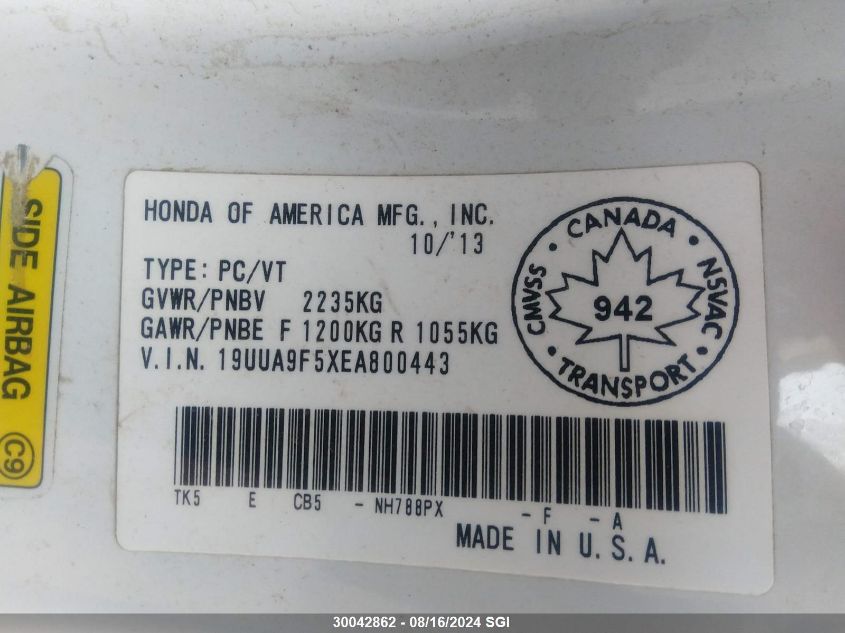 HONDA OF AMERICA MFG., INC.
10/'13
TYPE: PC/VT
GVWR/PNBV 2235KG
GAWR/PNBE F 1200KG R 1055KG
V.I.N. 19UUA9F5XEA800443
CANADA
CMVSS • NSVAC
942
• TRANSPORT •
TK5 E CB5 - NH788PX - F - A
MADE IN U.S.A.
SIDE AIRBAG
C9
30042862 - 08/16/2024 SGI